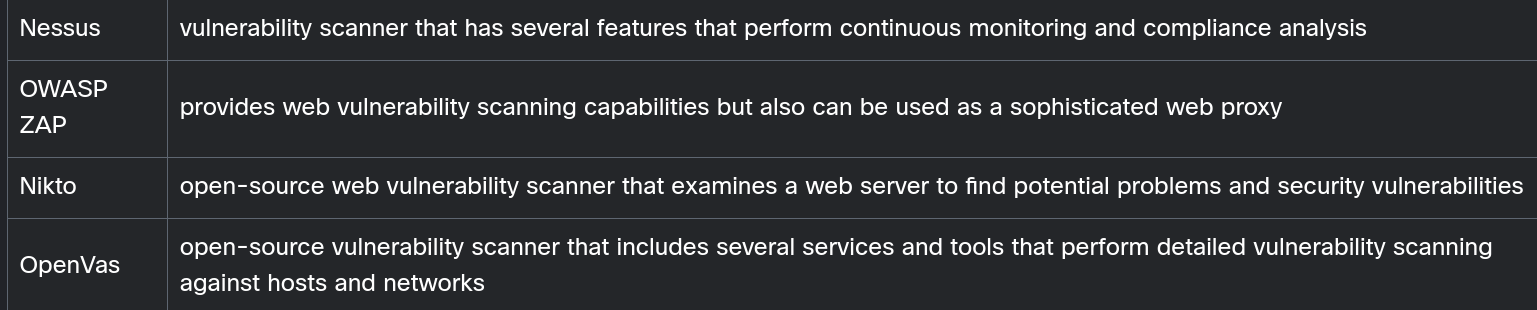 Nessus
vulnerability scanner that has several features that perform continuous monitoring and compliance analysis
OWASP
ZAP
provides web vulnerability scanning capabilities but also can be used as a sophisticated web proxy
Nikto
open-source web vulnerability scanner that examines a web server to find potential problems and security vulnerabilities
OpenVas
open-source vulnerability scanner that includes several services and tools that perform detailed vulnerability scanning
against hosts and networks